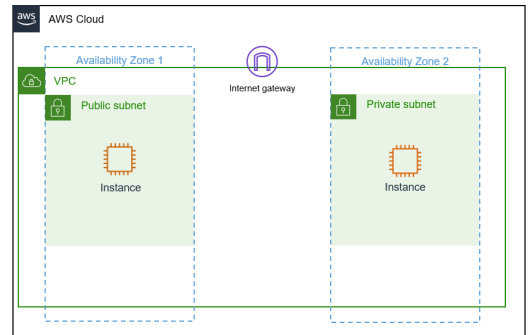 aws
AWS Cloud
Availability Zone 1
Availability Zone 2
Internet gateway
VPC
Public subnet
Private subnet
Instance
Instance